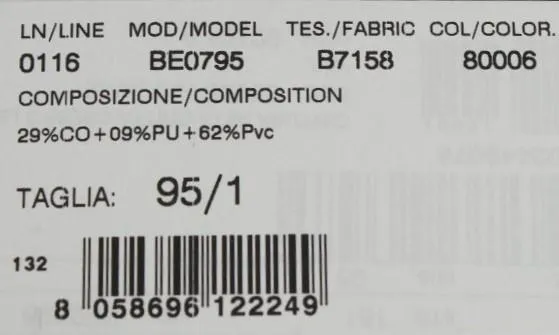 LN/LINE MOD/MODEL TES./FABRIC COL/COLOR.
0116 BE0795 B7158 80006
COMPOSIZIONE/COMPOSITION
29%CO+09%PU+62%Pvc
TAGLIA: 95/1
132
8 058696 122249